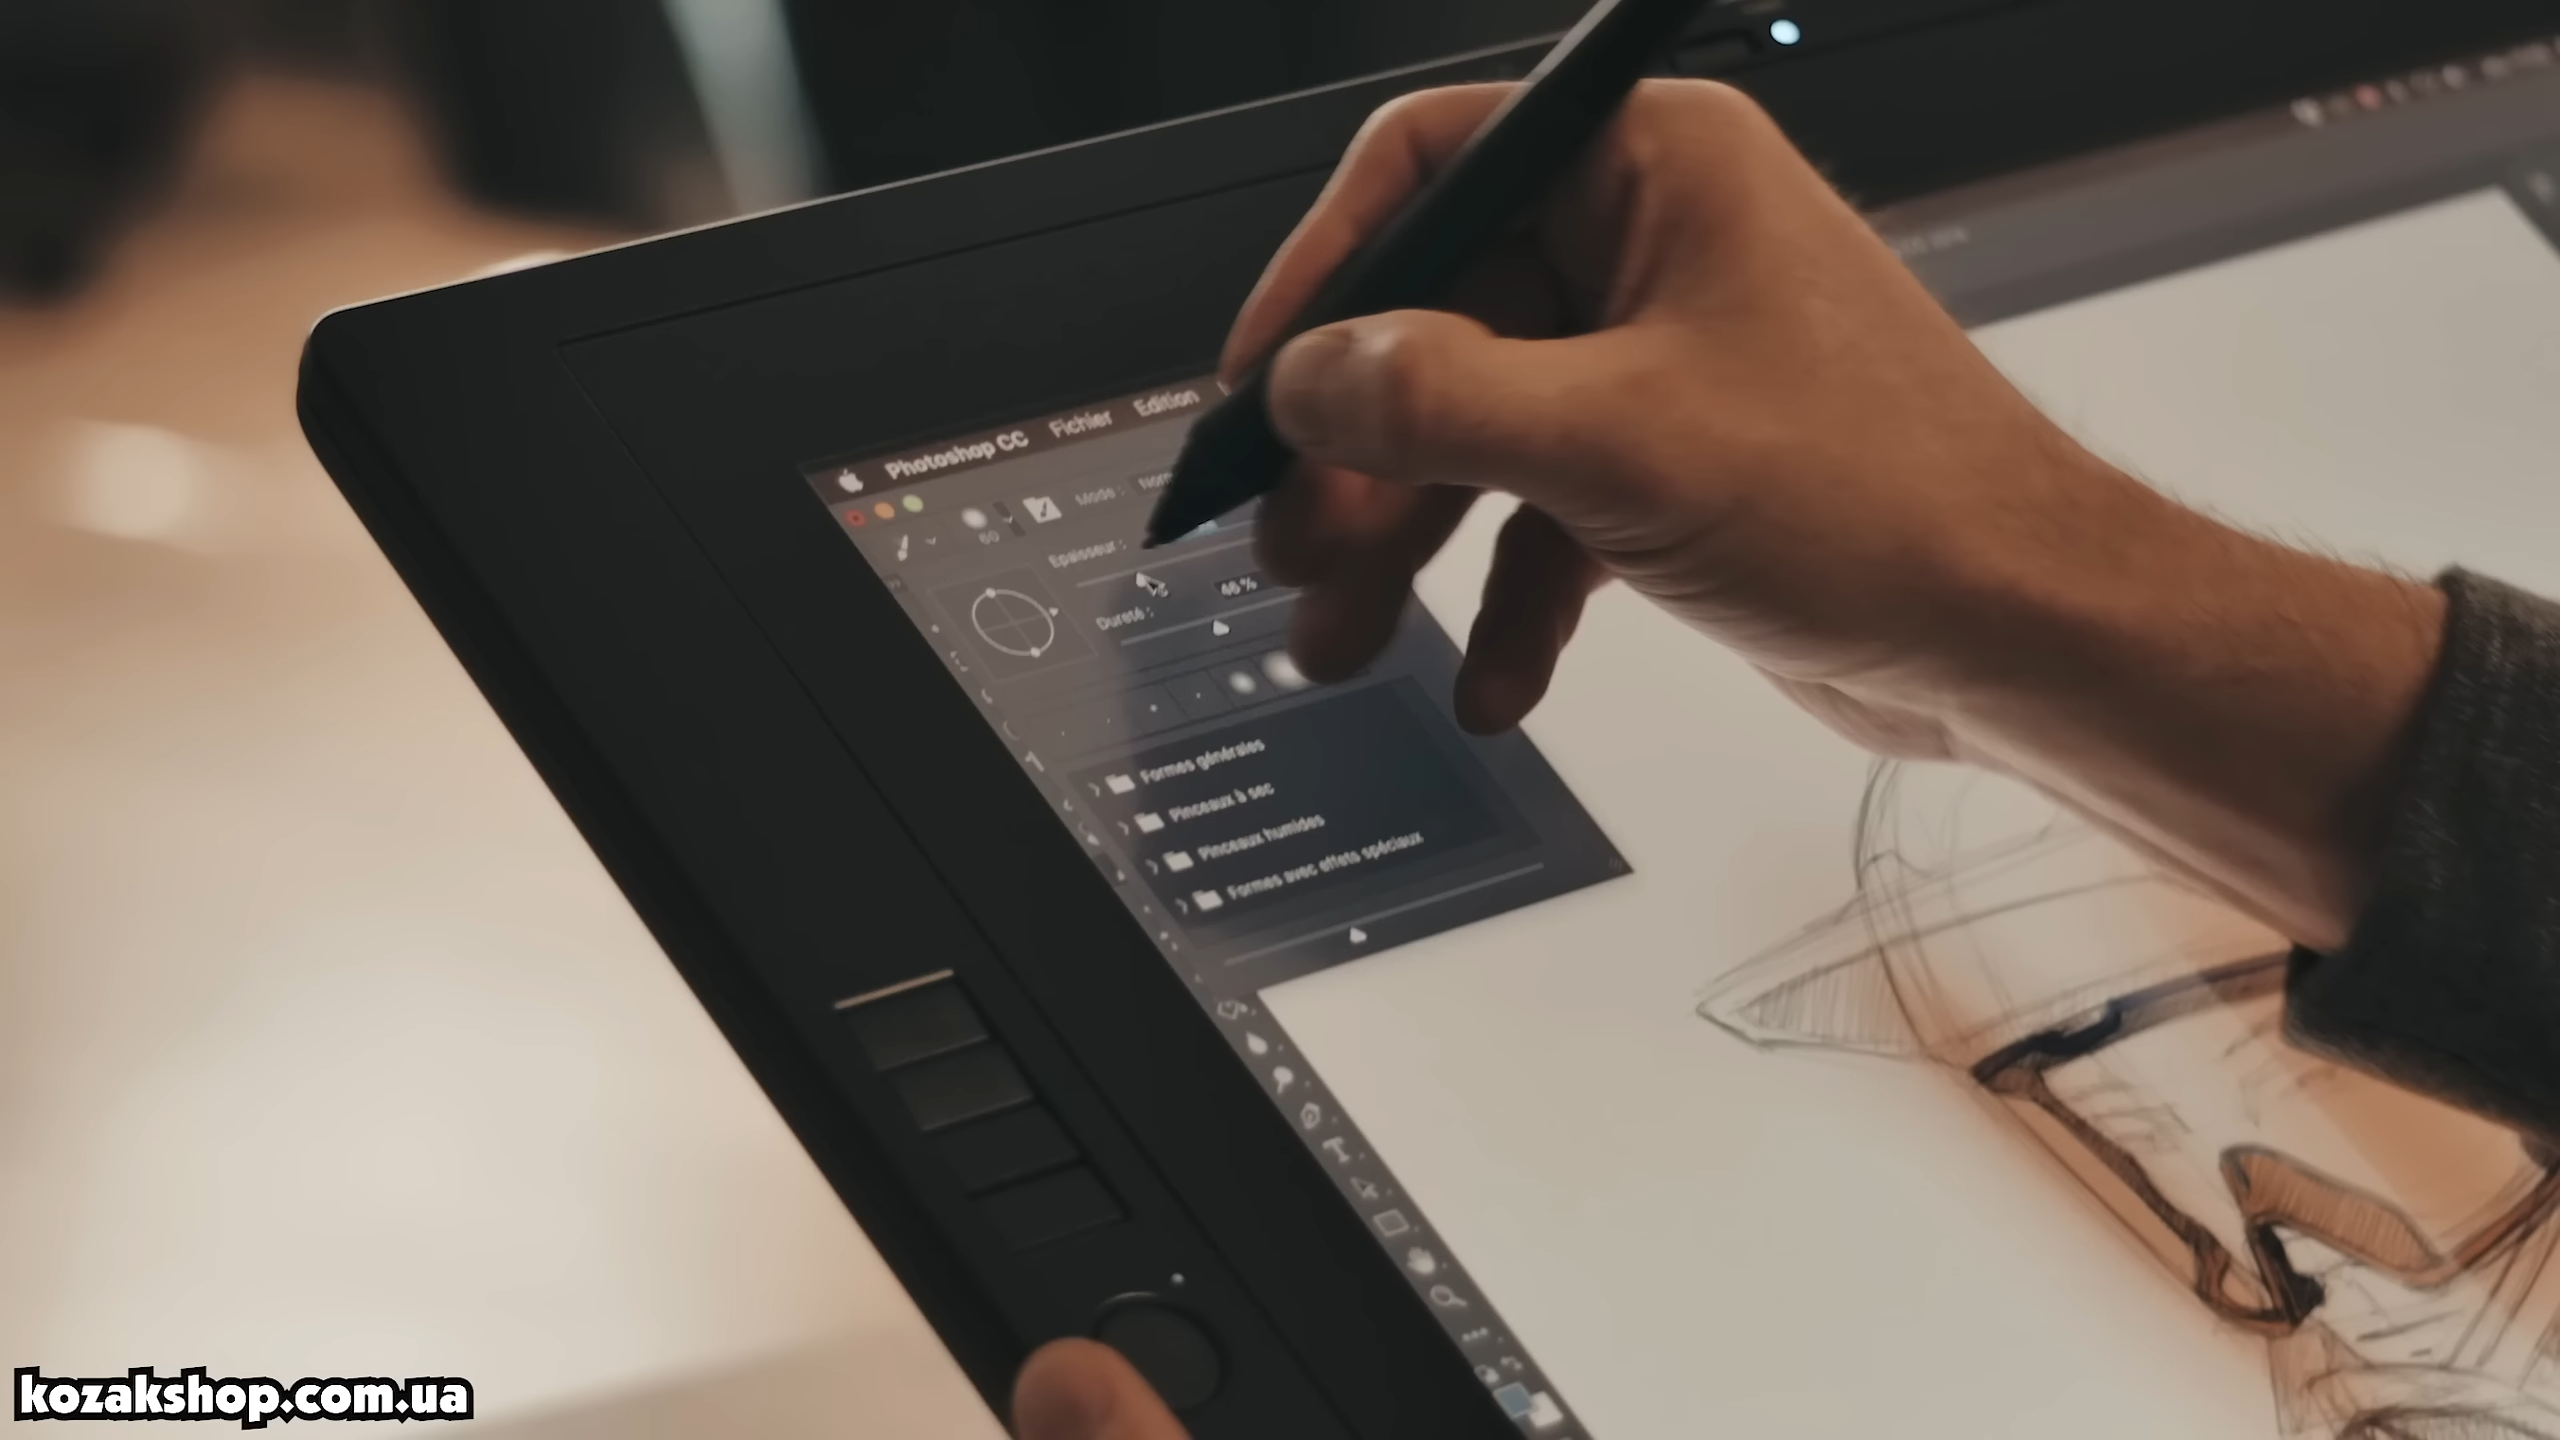 Photoshop CC Fichier Edition
Mode :
60
Epaisseur :
Dureté : 46 %
Formes générales
Pinceaux à sec
Pinceaux humides
Formes avec effets spéciaux
kozakshop.com.ua